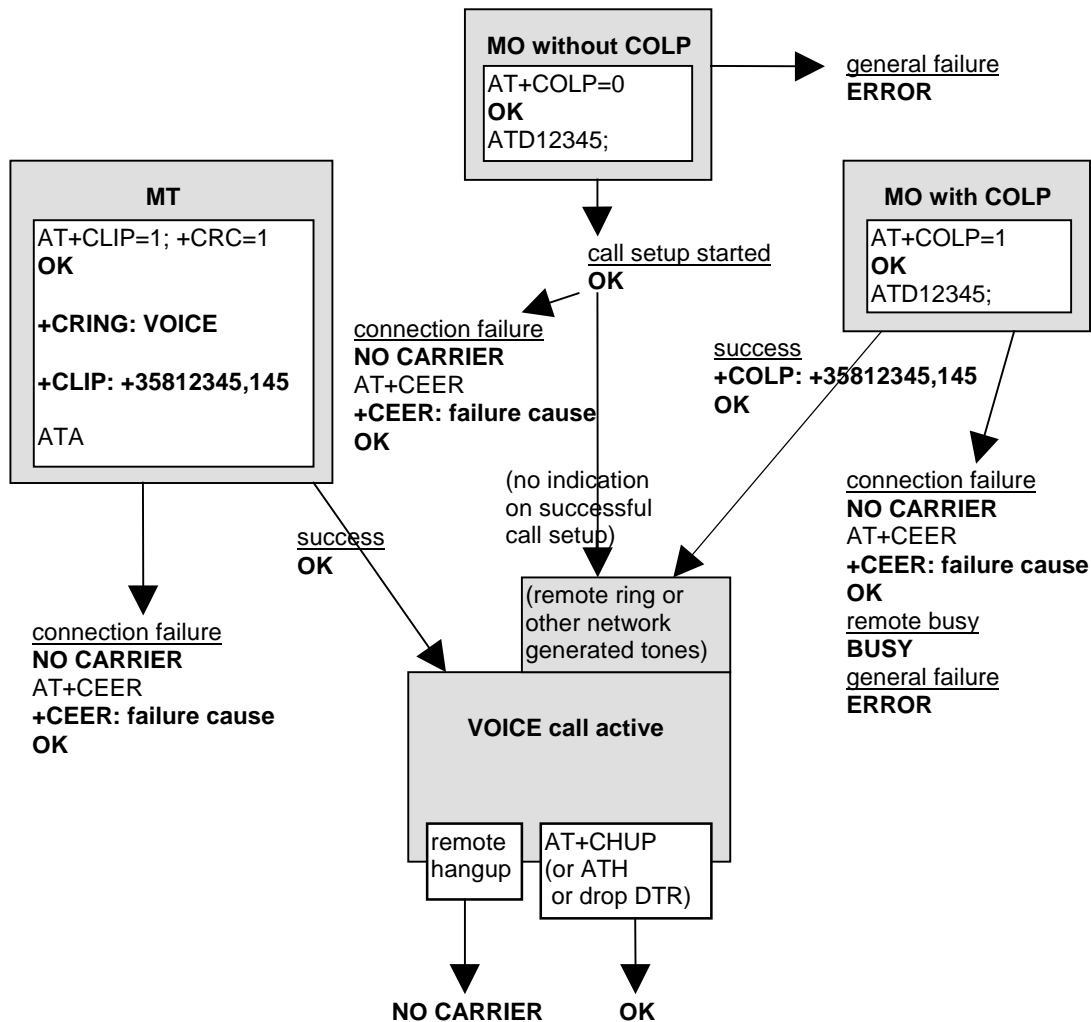 MO without COLP
AT+COLP=0
OK
ATD12345;
general failure
ERROR
MT
AT+CLIP=1; +CRC=1
OK
+CRING: VOICE
+CLIP: +35812345,145
ATA
MO with COLP
AT+COLP=1
OK
ATD12345;
call setup started
OK
connection failure
NO CARRIER
AT+CEER
+CEER: failure cause
OK
success
+COLP: +35812345,145
OK
(no indication
on successful
call setup)
success
OK
connection failure
NO CARRIER
AT+CEER
+CEER: failure cause
OK
remote busy
BUSY
general failure
ERROR
connection failure
NO CARRIER
AT+CEER
+CEER: failure cause
OK
(remote ring or
other network
generated tones)
VOICE call active
remote
hangup
AT+CHUP
(or ATH
or drop DTR)
NO CARRIER
OK